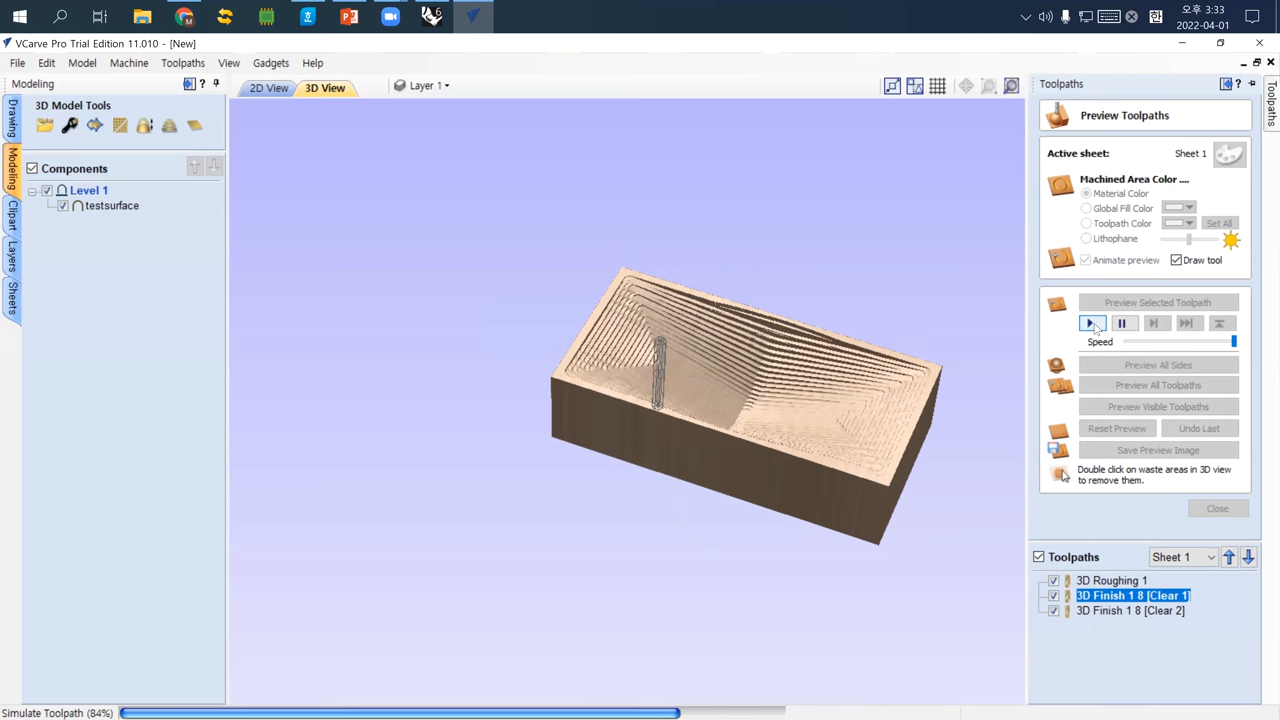 6
한
오후 3:33
2022-04-01
VCarve Pro Trial Edition 11.010 - [New]
File Edit Model Machine Toolpaths View Gadgets Help
Modeling ?
2D View 3D View Layer 1
Toolpaths ?
Toolpaths
Drawing
Modeling
Clipart
Layers
Sheets
3D Model Tools
Components
Level 1
testsurface
Preview Toolpaths
Active sheet: Sheet 1
Machined Area Color ....
Material Color
Global Fill Color
Toolpath Color Set All
Lithophane
Animate preview Draw tool
Preview Selected Toolpath
Speed
Preview All Sides
Preview All Toolpaths
Preview Visible Toolpaths
Reset Preview Undo Last
Save Preview Image
Double click on waste areas in 3D view
to remove them.
Close
Toolpaths Sheet 1
3D Roughing 1
3D Finish 1 8 [Clear 1]
3D Finish 1 8 [Clear 2]
Simulate Toolpath (84%)